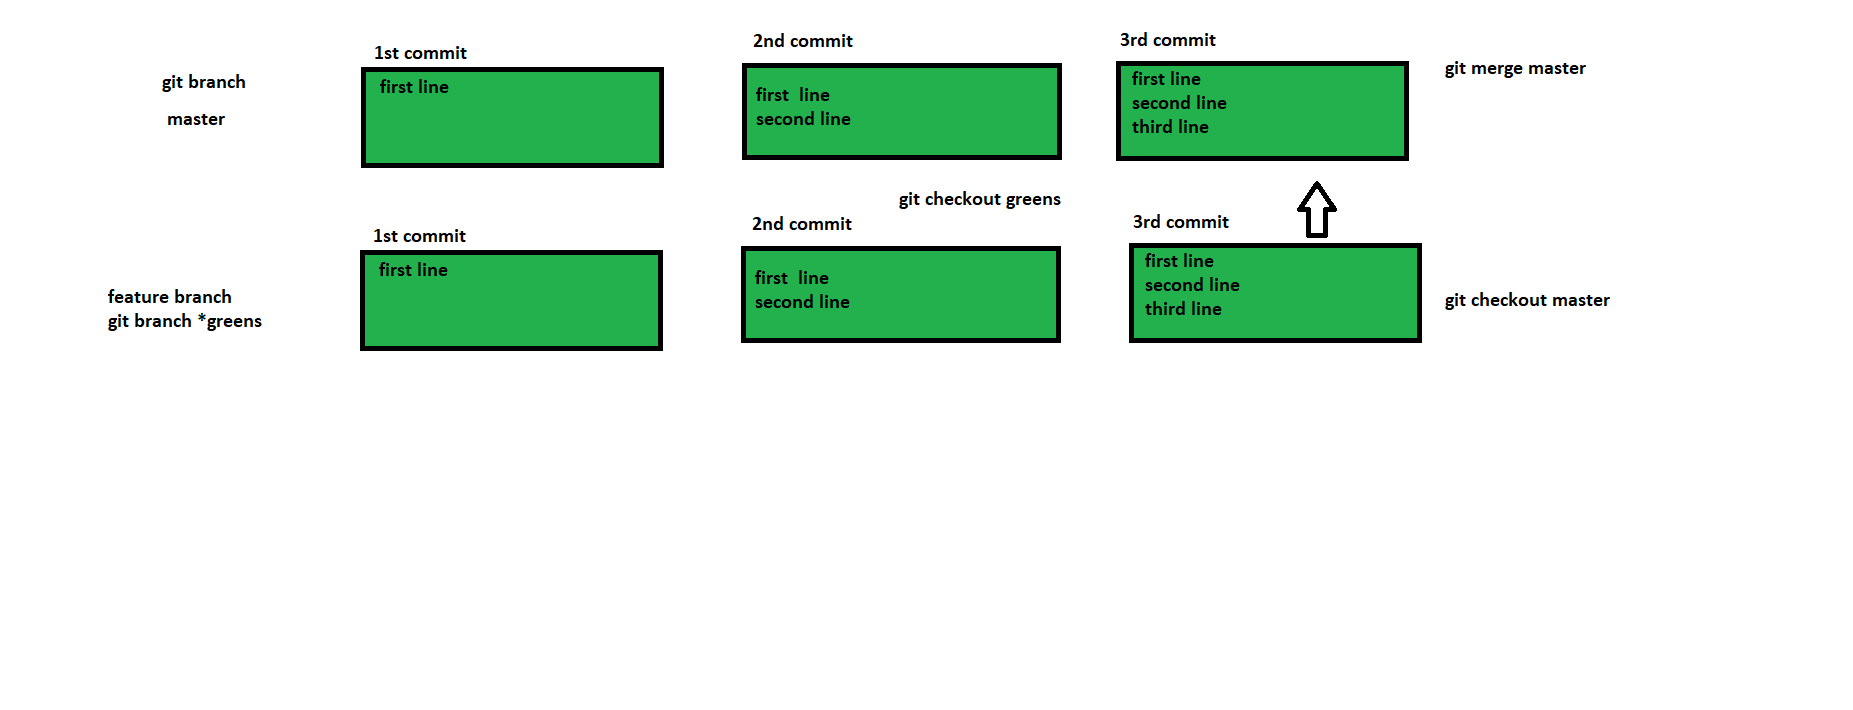 git branch
master
1st commit
first line
2nd commit
first  line
second line
3rd commit
first line
second line
third line
git merge master
git checkout greens
feature branch
git branch *greens
1st commit
first line
2nd commit
first  line
second line
3rd commit
first line
second line
third line
git checkout master